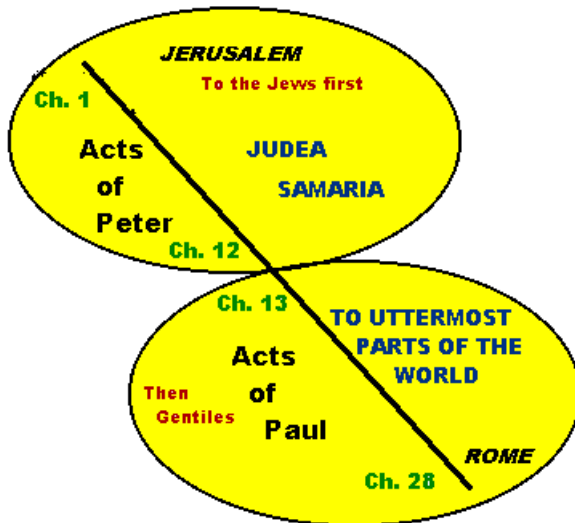 JERUSALEM
To the Jews first
Ch. 1
Acts
of
Peter
JUDEA
SAMARIA
Ch. 12
Ch. 13
TO UTTERMOST
PARTS OF THE
WORLD
Acts
of
Paul
Then
Gentiles
ROME
Ch. 28